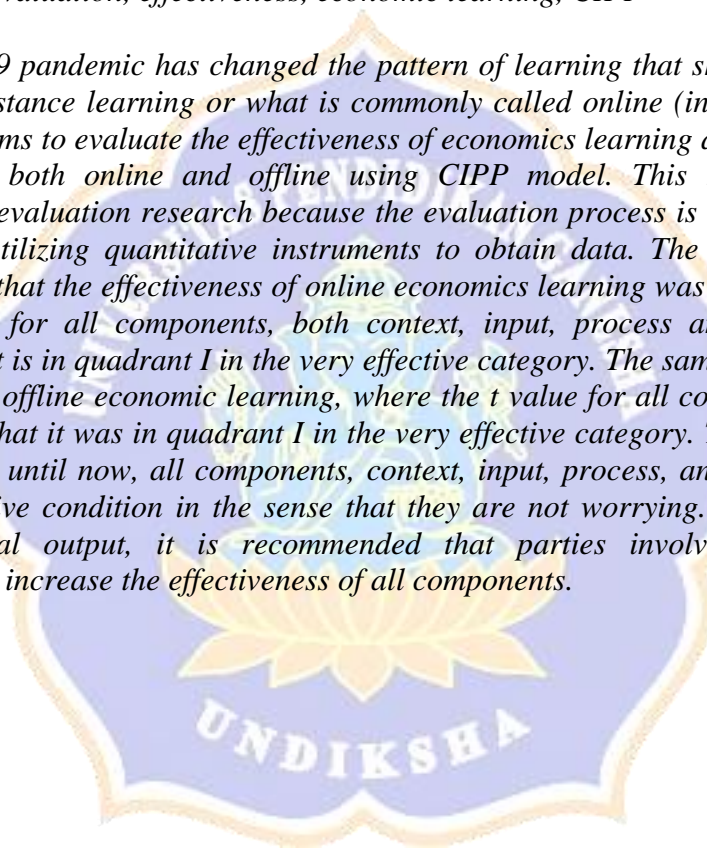 valuation, effectiveness, economic learning, CIPP
9 pandemic has changed the pattern of learning that s
stance learning or what is commonly called online (in
ms to evaluate the effectiveness of economics learning
both online and offline using CIPP model. This
evaluation research because the evaluation process is
tilizing quantitative instruments to obtain data. The
that the effectiveness of online economics learning was
for all components, both context, input, process a
t is in quadrant I in the very effective category. The sam
offline economic learning, where the t value for all co
hat it was in quadrant I in the very effective category. T
until now, all components, context, input, process, an
ive condition in the sense that they are not worrying.
al output, it is recommended that parties involv
increase the effectiveness of all components.
UNIVERSITAS PENDIDIKAN GANESHA
UNDIKSHA